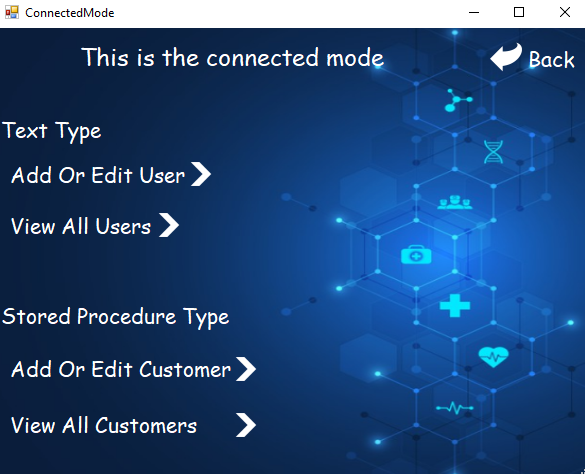 ConnectedMode
This is the connected mode
Back
Text Type
Add Or Edit User
View All Users
Stored Procedure Type
Add Or Edit Customer
View All Customers